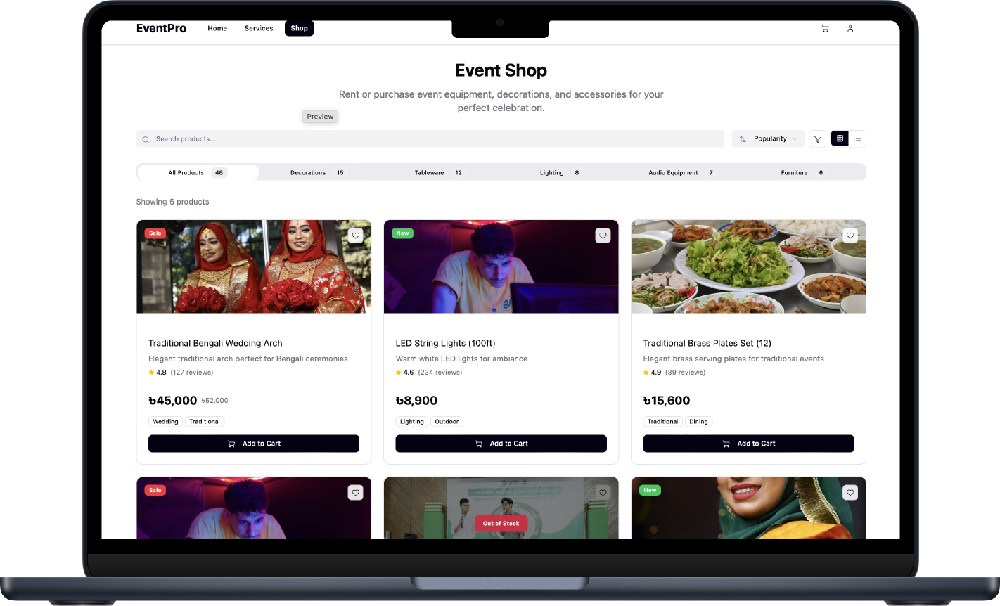 EventPro Home Services Shop
Event Shop
Rent or purchase event equipment, decorations, and accessories for your
perfect celebration.
Preview
Search products...
Popularity
All Products 48 Decorations 15 Tableware 12 Lighting 8 Audio Equipment 7 Furniture 6
Showing 6 products
Sale
New
Traditional Bengali Wedding Arch
Elegant traditional arch perfect for Bengali ceremonies
4.8 (127 reviews)
৳45,000 ৳52,000
Wedding Traditional
Add to Cart
LED String Lights (100ft)
Warm white LED lights for ambiance
4.6 (234 reviews)
৳8,900
Lighting Outdoor
Add to Cart
Traditional Brass Plates Set (12)
Elegant brass serving plates for traditional events
4.9 (89 reviews)
৳15,600
Traditional Dining
Add to Cart
Sale
Out of Stock
New